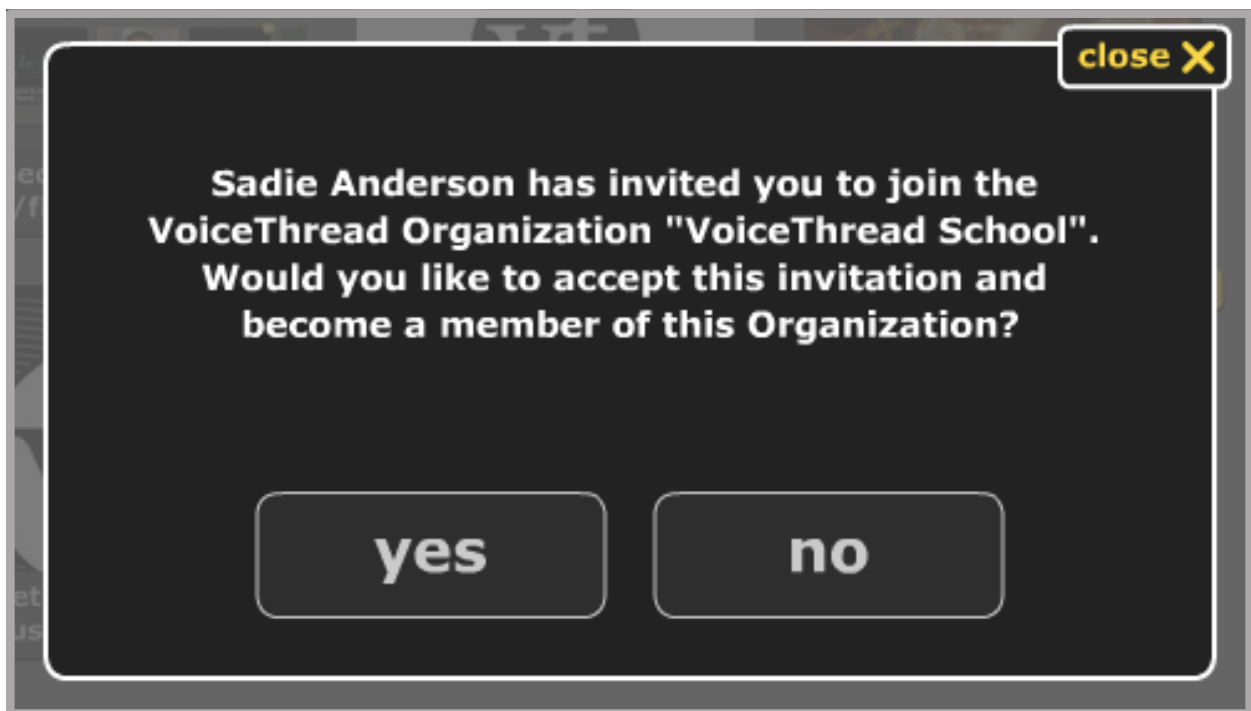 close X
Sadie Anderson has invited you to join the
VoiceThread Organization "VoiceThread School".
Would you like to accept this invitation and
become a member of this Organization?
yes
no